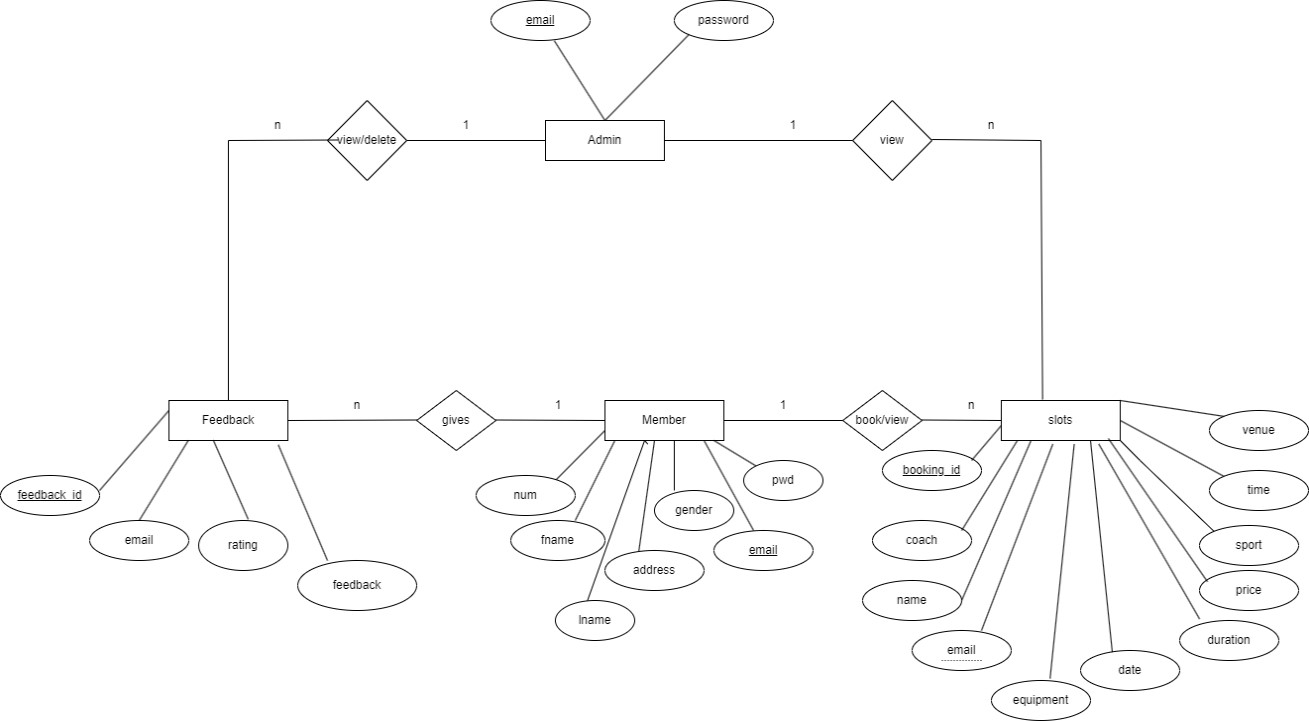 email
password
n
view/delete
1
Admin
1
view
n
Feedback
n
gives
1
Member
1
book/view
n
slots
venue
feedback_id
email
rating
feedback
num
fname
lname
address
gender
email
pwd
booking_id
coach
name
email
equipment
date
duration
price
sport
time